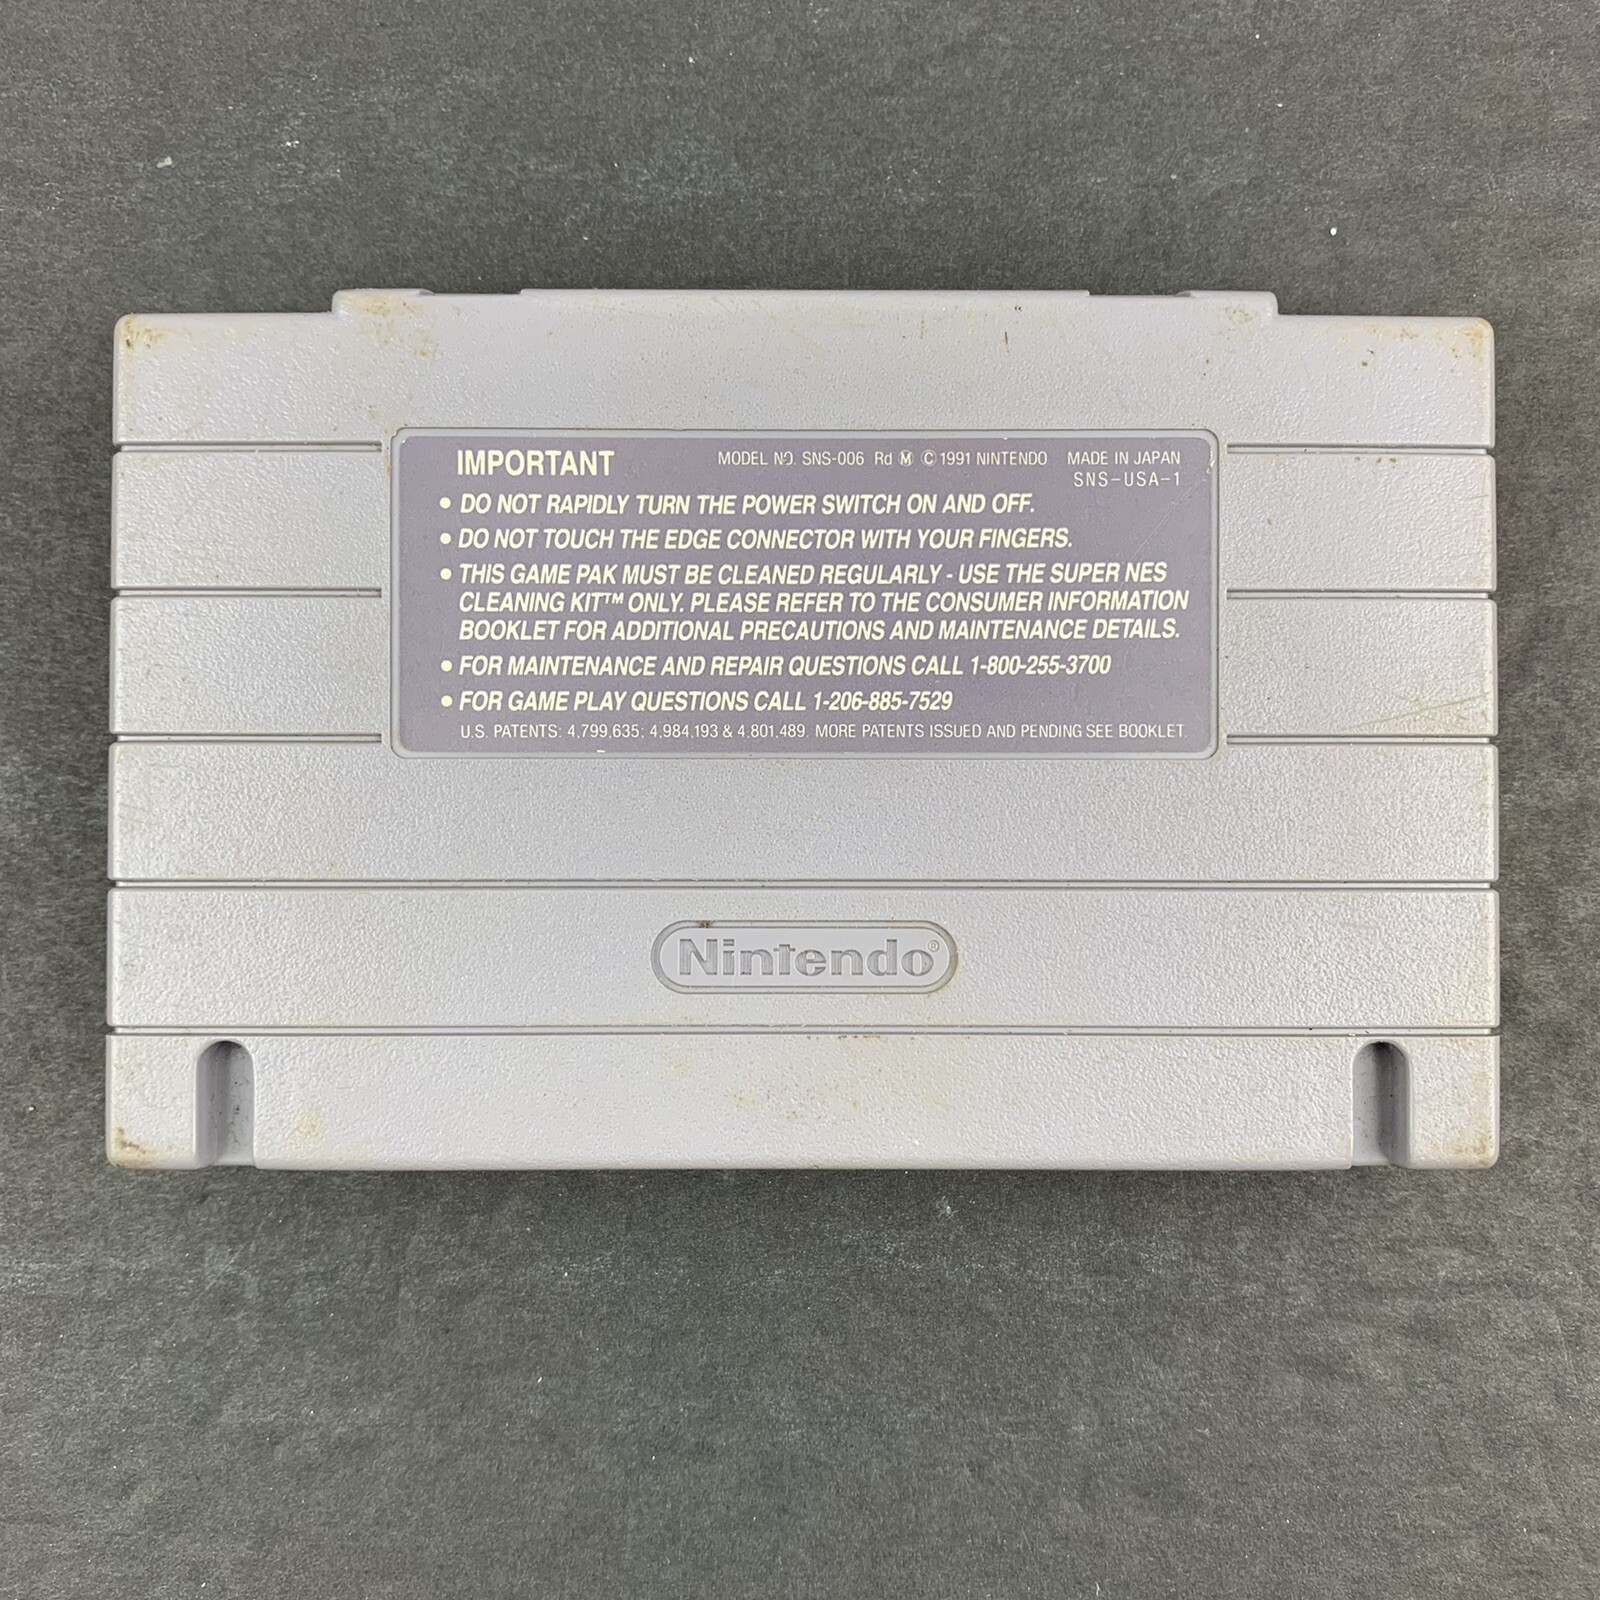 IMPORTANT MODEL NO. SNS-006 Rd Ⓜ © 1991 NINTENDO MADE IN JAPAN
SNS-USA-1
• DO NOT RAPIDLY TURN THE POWER SWITCH ON AND OFF.
• DO NOT TOUCH THE EDGE CONNECTOR WITH YOUR FINGERS.
• THIS GAME PAK MUST BE CLEANED REGULARLY - USE THE SUPER NES
CLEANING KIT™ ONLY. PLEASE REFER TO THE CONSUMER INFORMATION
BOOKLET FOR ADDITIONAL PRECAUTIONS AND MAINTENANCE DETAILS.
• FOR MAINTENANCE AND REPAIR QUESTIONS CALL 1-800-255-3700
• FOR GAME PLAY QUESTIONS CALL 1-206-885-7529
U.S. PATENTS: 4,799,635; 4,984,193 & 4,801,489. MORE PATENTS ISSUED AND PENDING SEE BOOKLET.
Nintendo®